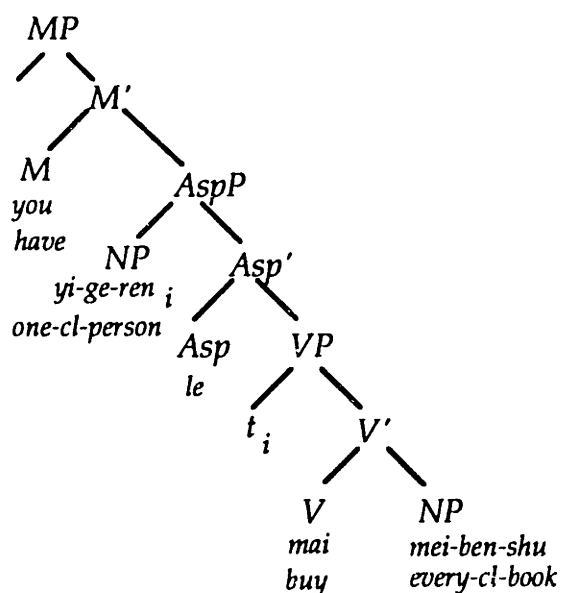 MP
M'
M
you
have
AspP
NP
yi-ge-ren i
one-cl-person
Asp'
Asp
le
VP
t i
V'
V
mai
buy
NP
mei-ben-shu
every-cl-book